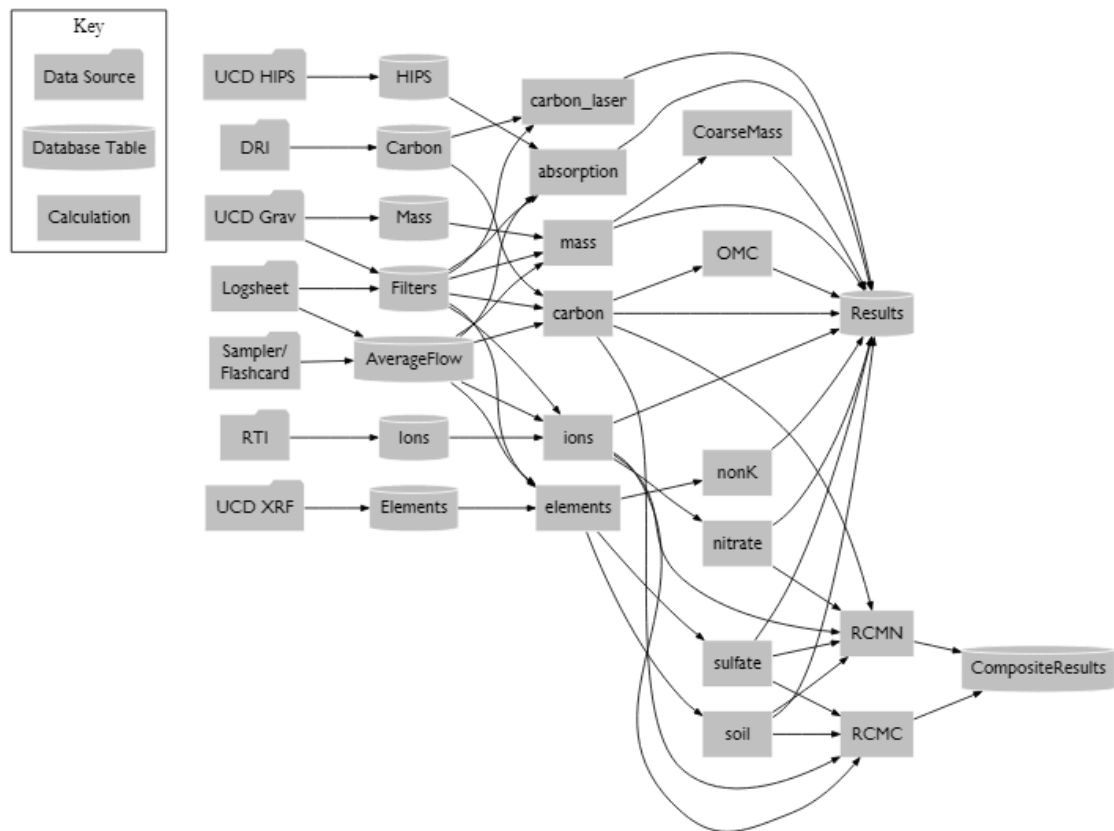 Key
Data Source
Database Table
Calculation
UCD HIPS
HIPS
carbon_laser
DRI
Carbon
CoarseMass
absorption
UCD Grav
Mass
mass
OMC
Logsheet
Filters
carbon
Results
Sampler/
Flashcard
AverageFlow
RTI
Ions
ions
nonK
UCD XRF
Elements
elements
nitrate
RCMN
sulfate
CompositeResults
soil
RCMC